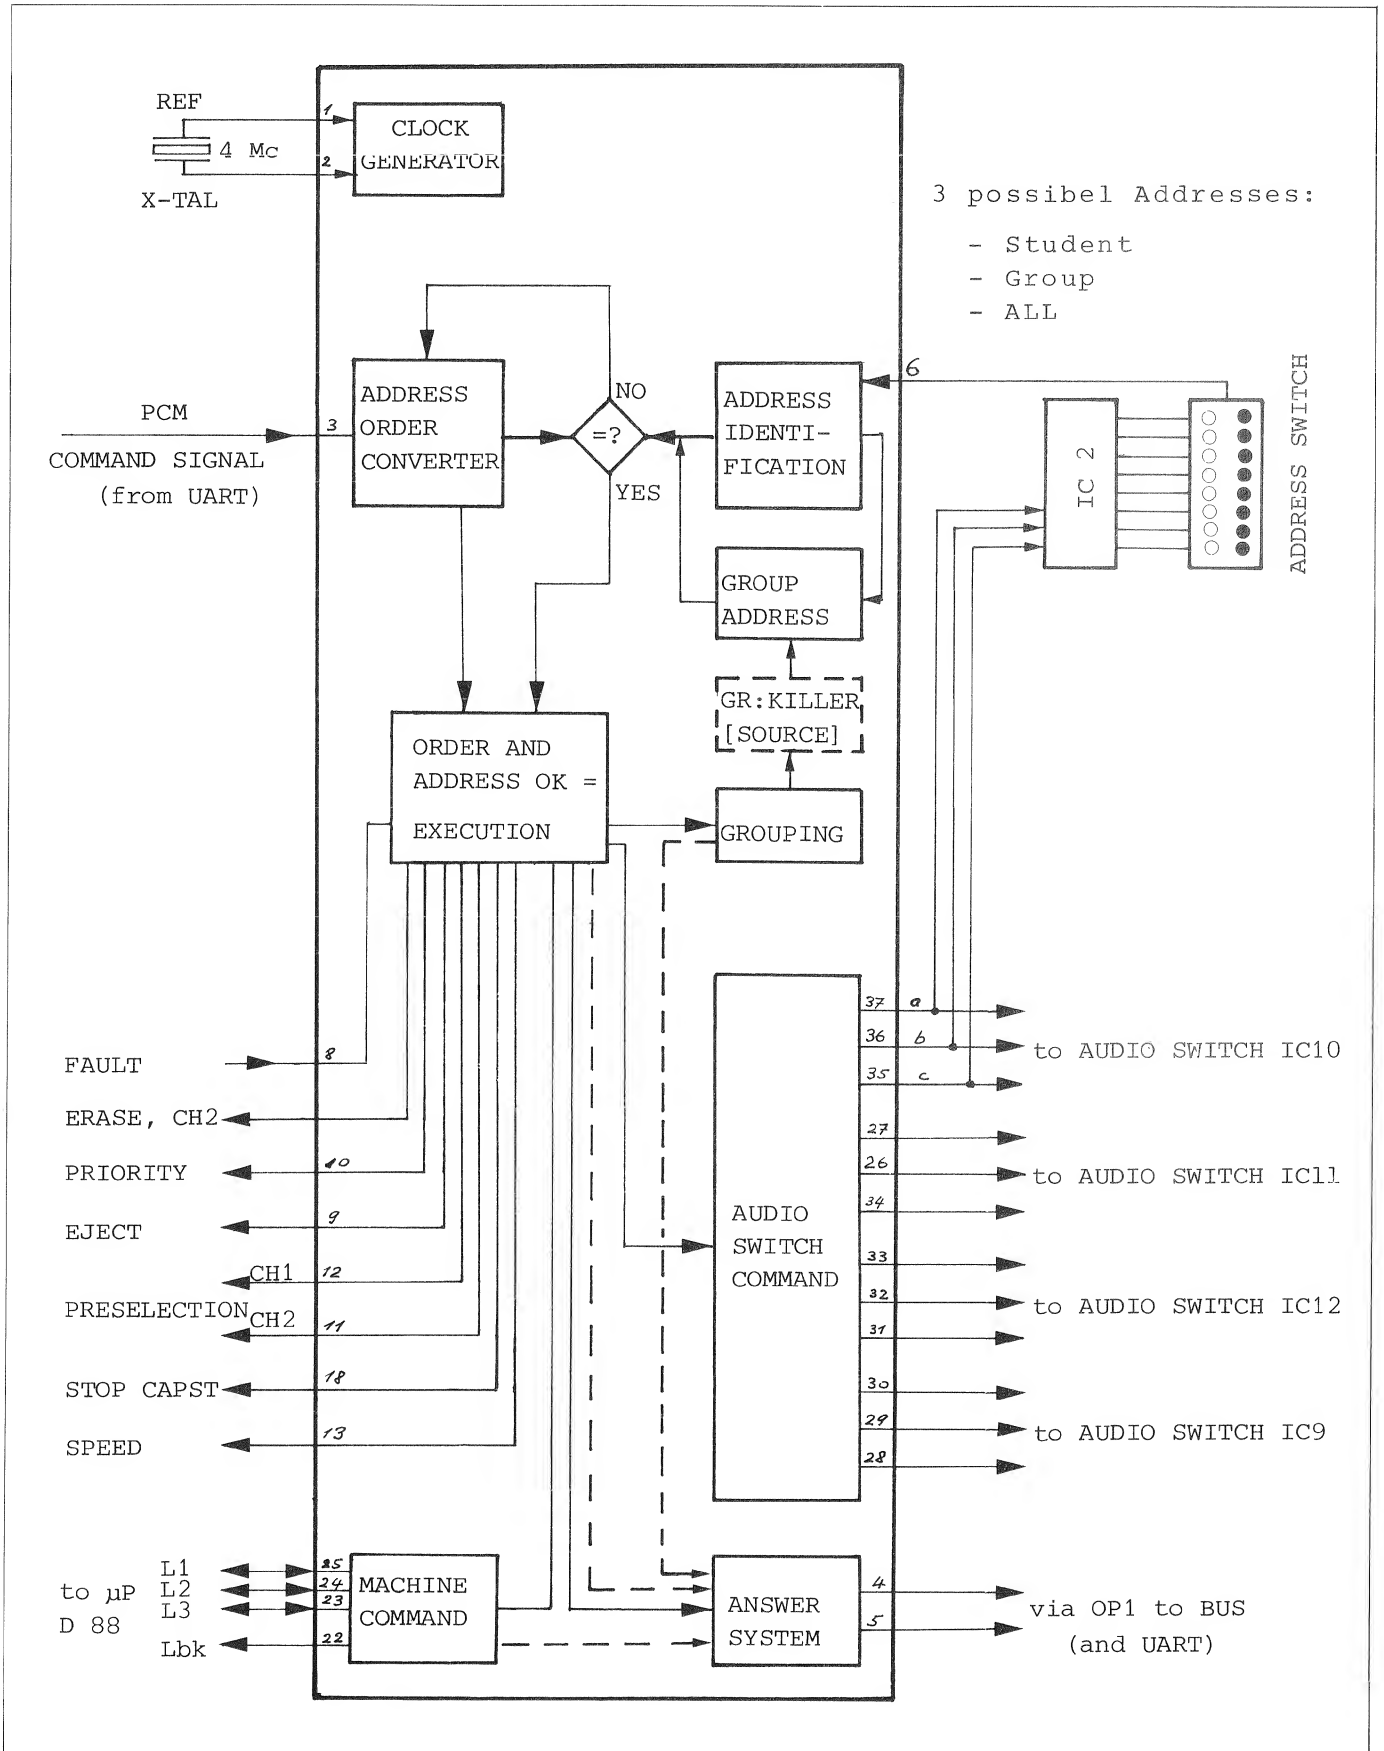 REF
1
CLOCK
GENERATOR
4 Mc
2
X-TAL
3 possibel Addresses:
- Student
- Group
- ALL
6
ADDRESS SWITCH
IC 2
NO
ADDRESS
ORDER
CONVERTER
=?
ADDRESS
IDENTI-
FICATION
PCM
3
COMMAND SIGNAL
(from UART)
YES
GROUP
ADDRESS
GR:KILLER
[SOURCE]
ORDER AND
ADDRESS OK =
EXECUTION
GROUPING
37 a
36 b
35 c
to AUDIO SWITCH IC10
27
26
34
to AUDIO SWITCH IC11
AUDIO
SWITCH
COMMAND
33
32
31
to AUDIO SWITCH IC12
30
29
28
to AUDIO SWITCH IC9
FAULT
8
ERASE, CH2
PRIORITY
10
EJECT
9
CH1
12
PRESELECTION
CH2
11
STOP CAPST
18
SPEED
13
to µP
D 88
L1
25
L2
24
L3
23
Lbk
22
MACHINE
COMMAND
ANSWER
SYSTEM
4
5
via OP1 to BUS
(and UART)